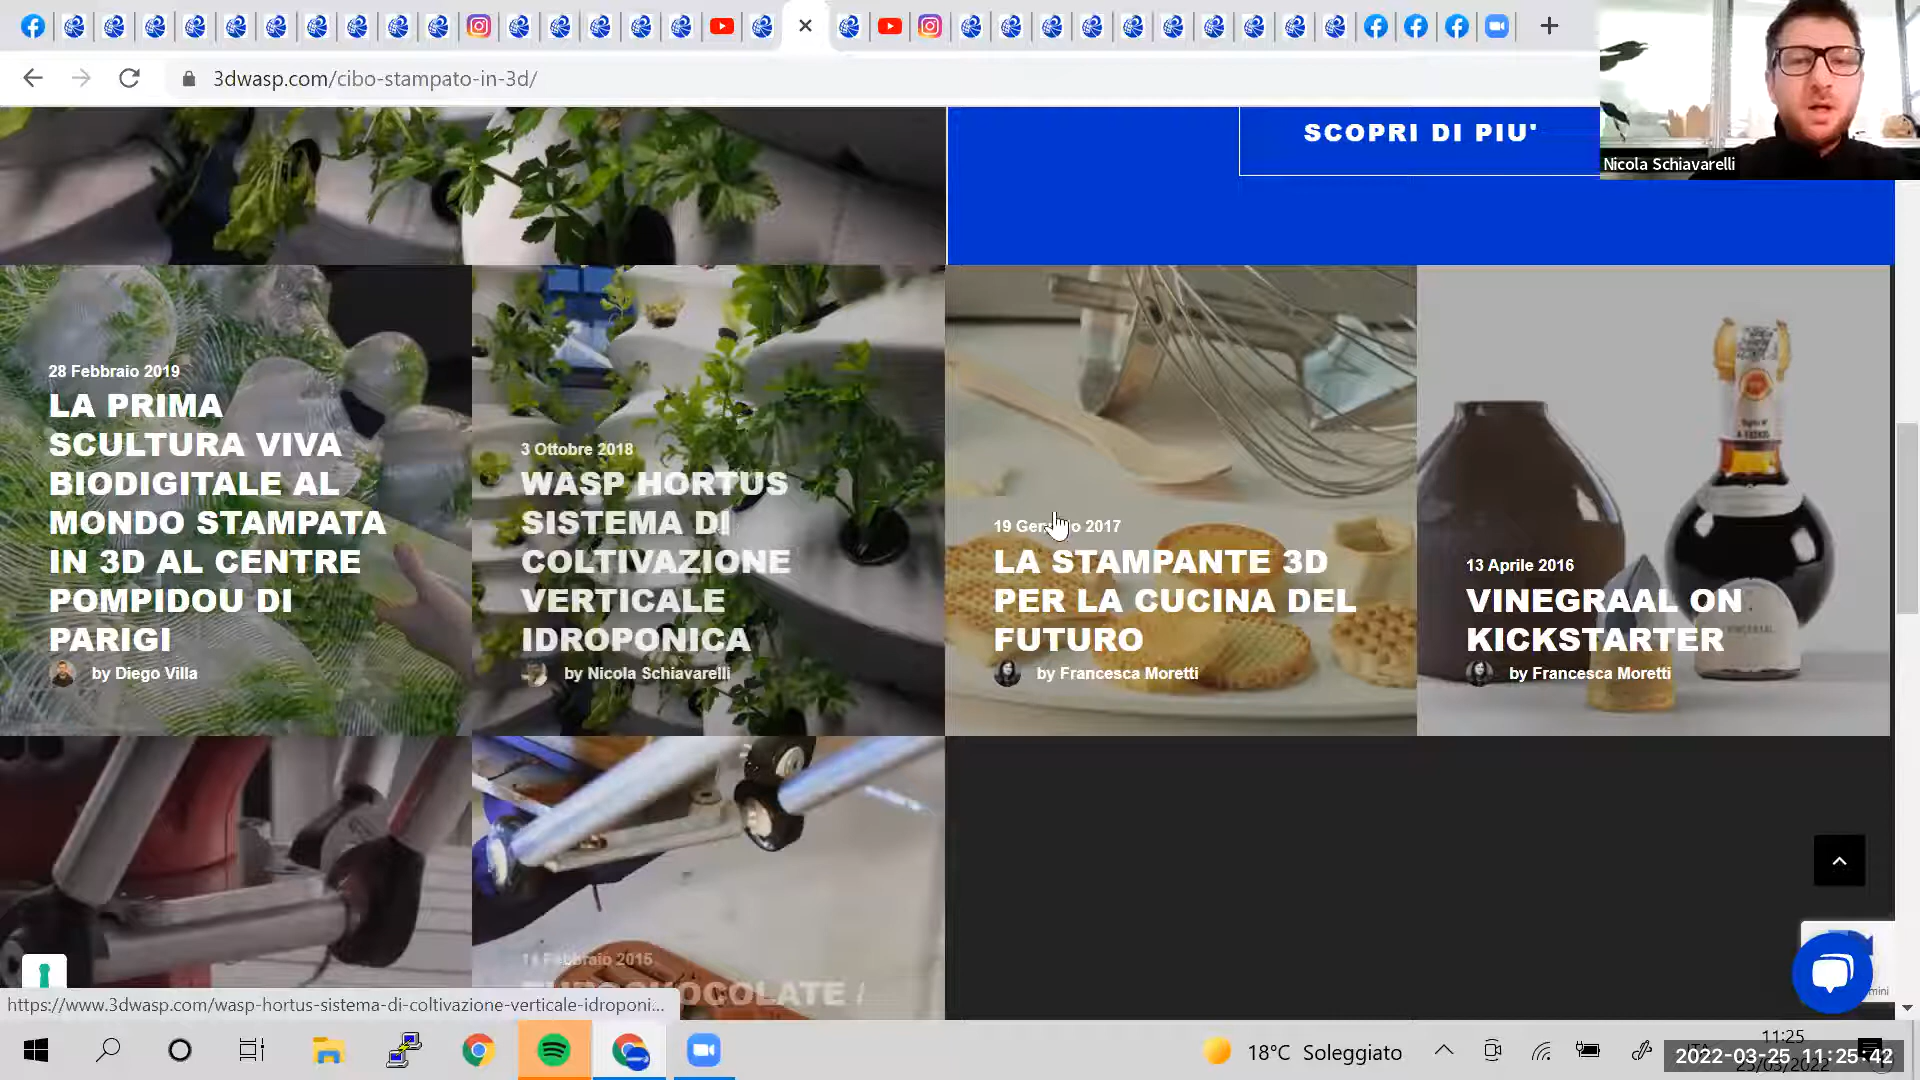 3dwasp.com/cibo-stampato-in-3d/
Nicola Schiavarelli
SCOPRI DI PIU'
28 Febbraio 2019
LA PRIMA
SCULTURA VIVA
BIODIGITALE AL
MONDO STAMPATA
IN 3D AL CENTRE
POMPIDOU DI
PARIGI
by Diego Villa
3 Ottobre 2018
WASP HORTUS
SISTEMA DI
COLTIVAZIONE
VERTICALE
IDROPONICA
by Nicola Schiavarelli
19 Gennaio 2017
LA STAMPANTE 3D
PER LA CUCINA DEL
FUTURO
by Francesca Moretti
13 Aprile 2016
VINEGRAAL ON
KICKSTARTER
by Francesca Moretti
Febbraio 2015
https://www.3dwasp.com/wasp-hortus-sistema-di-coltivazione-verticale-idroponi...
18°C Soleggiato
11:25
2022-03-25 11:25:42